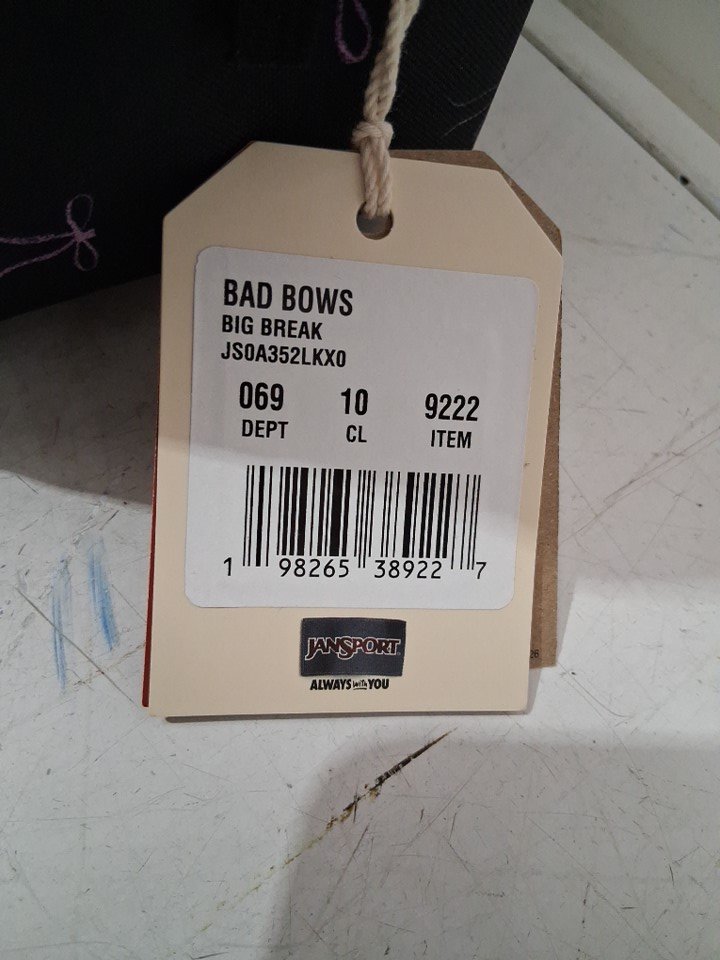 BAD BOWS
BIG BREAK
JS0A352LKX0
069 10 9222
DEPT CL ITEM
1 98265 38922 7
JANSPORT
ALWAYS with YOU
26